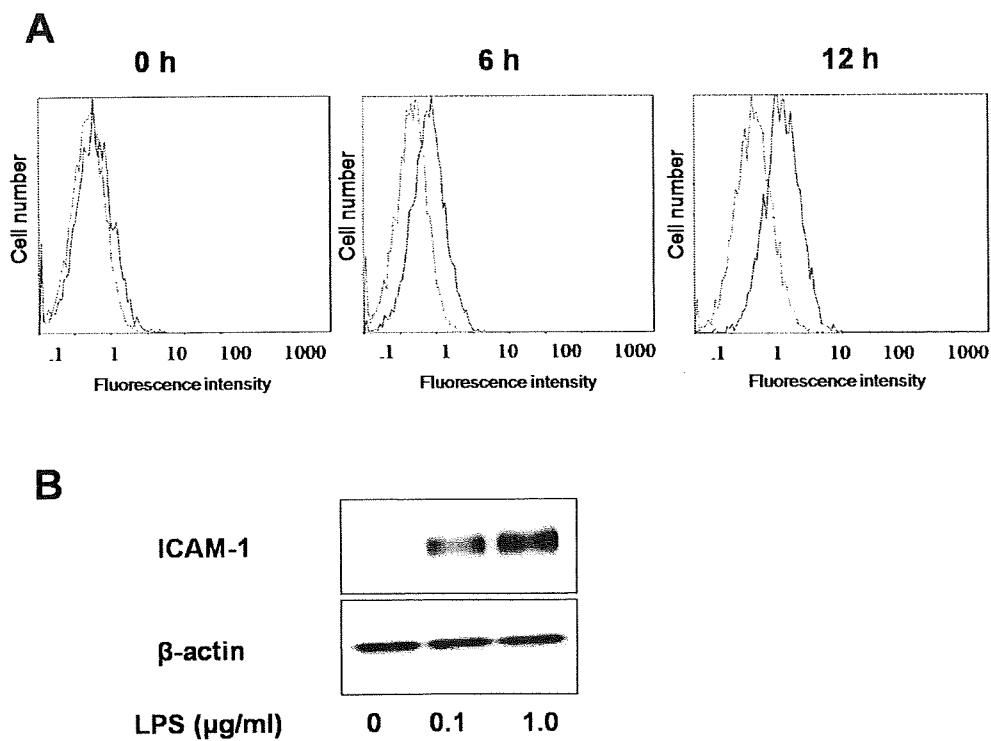 A
0 h 6 h 12 h
Cell number Cell number Cell number
.1 1 10 100 1000 .1 1 10 100 1000 .1 1 10 100 1000
Fluorescence intensity Fluorescence intensity Fluorescence intensity
B
ICAM-1
β-actin
LPS (μg/ml) 0 0.1 1.0